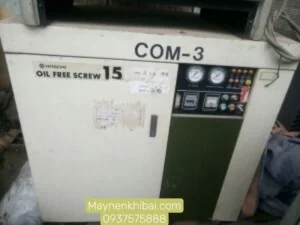 COM-3
HITACHI
OIL FREE SCREW 15
Maynenkhibai.com
0937575888